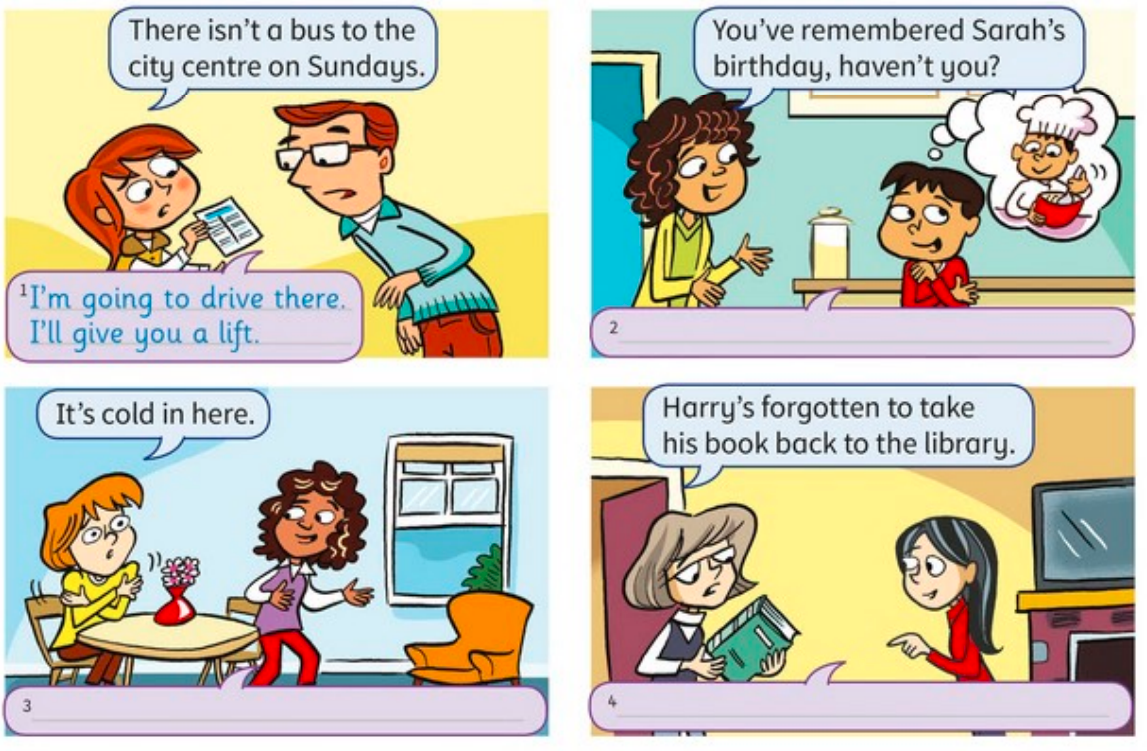 There isn't a bus to the
city centre on Sundays.
1 I'm going to drive there.
I'll give you a lift.
You've remembered Sarah's
birthday, haven't you?
2
It's cold in here.
3
Harry's forgotten to take
his book back to the library.
4